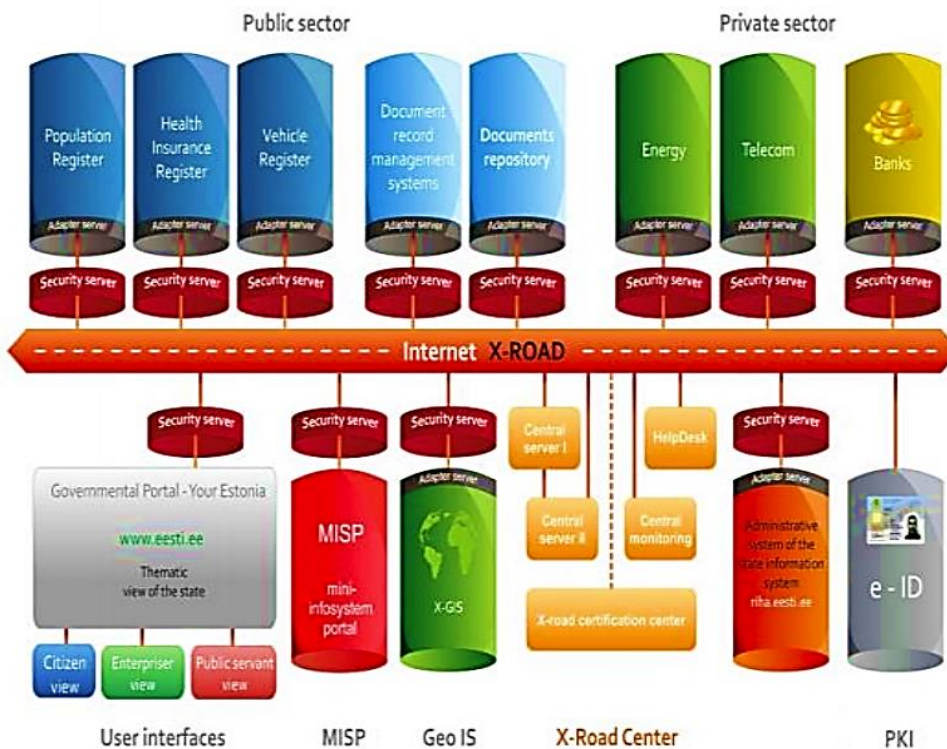 Public sector
Private sector
Population
Register
Health
Insurance
Register
Vehicle
Register
Document
record
management
systems
Documents
repository
Energy
Telecom
Banks
Adapter server
Adapter server
Adapter server
Adapter server
Adapter server
Adapter server
Adapter server
Adapter server
Security server
Security server
Security server
Security server
Security server
Security server
Security server
Security server
Internet X-ROAD
Security server
Security server
Security server
Central
server I
HelpDesk
Security server
Governmental Portal - Your Estonia
www.eesti.ee
Thematic
view of the state
MISP
mini-
infosystem
portal
Adapter server
X-GIS
Central
server II
Central
monitoring
X-road certification center
Adapter server
Administrative
system of the
state information
system
riha.eesti.ee
e - ID
Citizen
view
Enterpriser
view
Public servant
view
User interfaces
MISP
Geo IS
X-Road Center
PKI